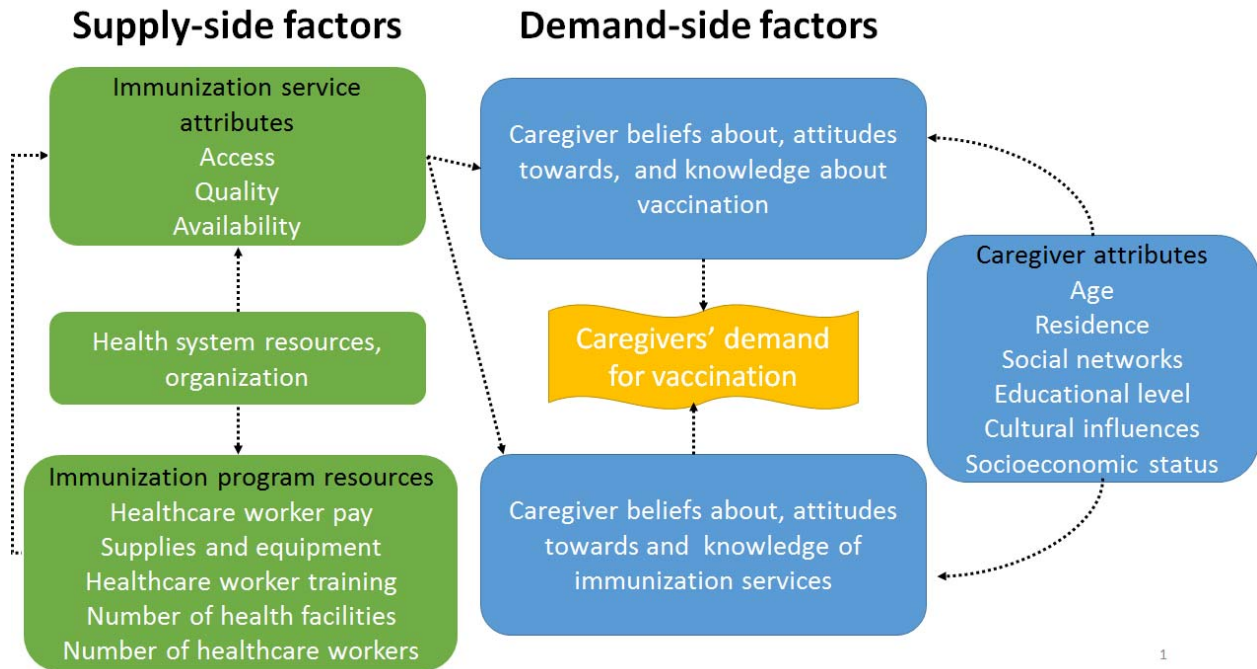 Supply-side factors
Demand-side factors
Immunization service
attributes
Access
Quality
Availability
Health system resources,
organization
Immunization program resources
Healthcare worker pay
Supplies and equipment
Healthcare worker training
Number of health facilities
Number of healthcare workers
Caregiver beliefs about, attitudes
towards, and knowledge about
vaccination
Caregivers’ demand
for vaccination
Caregiver beliefs about, attitudes
towards and knowledge of
immunization services
Caregiver attributes
Age
Residence
Social networks
Educational level
Cultural influences
Socioeconomic status
1